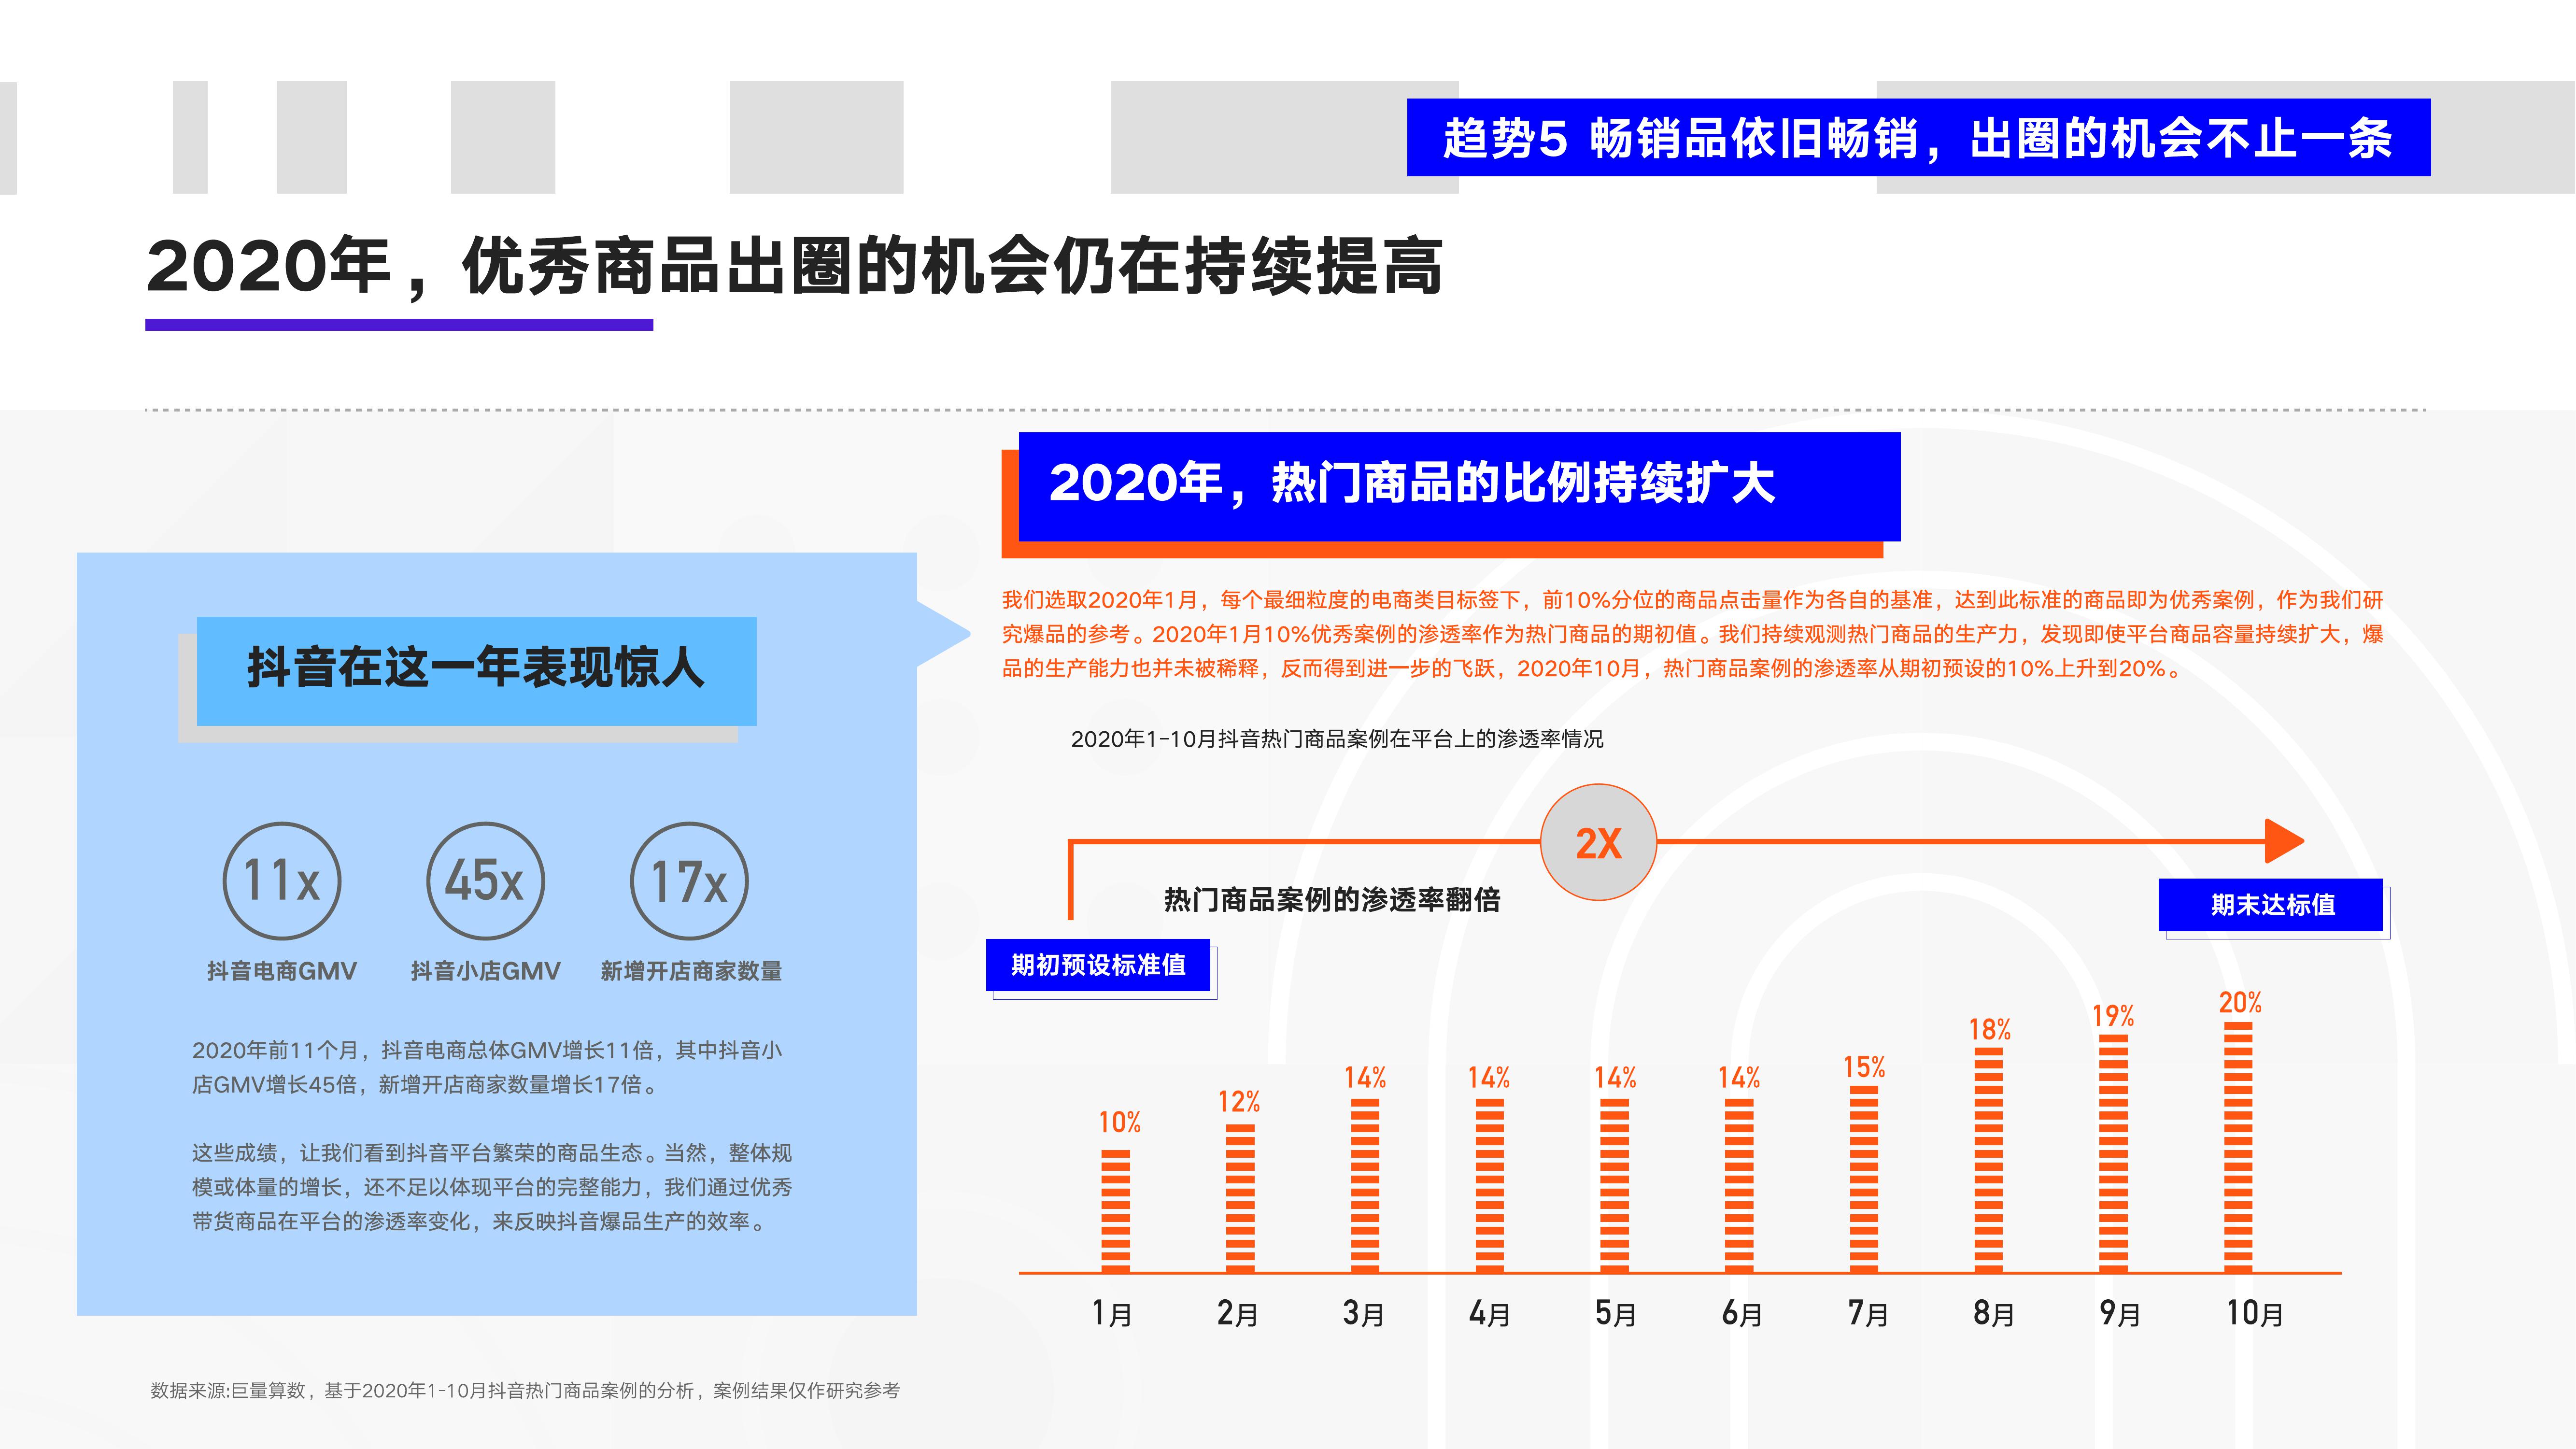 趋势5 畅销品依旧畅销，出圈的机会不止一条
2020年，优秀商品出圈的机会仍在持续提高
抖音在这一年表现惊人
11x
45x
17x
抖音电商GMV
抖音小店GMV
新增开店商家数量
2020年前11个月，抖音电商总体GMV增长11倍，其中抖音小
店GMV增长45倍，新增开店商家数量增长17倍。
这些成绩，让我们看到抖音平台繁荣的商品生态。当然，整体规
模或体量的增长，还不足以体现平台的完整能力，我们通过优秀
带货商品在平台的渗透率变化，来反映抖音爆品生产的效率。
2020年，热门商品的比例持续扩大
我们选取2020年1月，每个最细粒度的电商类目标签下，前10%分位的商品点击量作为各自的基准，达到此标准的商品即为优秀案例，作为我们研
究爆品的参考。2020年1月10%优秀案例的渗透率作为热门商品的期初值。我们持续观测热门商品的生产力，发现即使平台商品容量持续扩大，爆
品的生产能力也并未被稀释，反而得到进一步的飞跃，2020年10月，热门商品案例的渗透率从期初预设的10%上升到20%。
2020年1-10月抖音热门商品案例在平台上的渗透率情况
2X
热门商品案例的渗透率翻倍
期末达标值
期初预设标准值
10%
12%
14%
14%
14%
14%
15%
18%
19%
20%
1月
2月
3月
4月
5月
6月
7月
8月
9月
10月
数据来源:巨量算数，基于2020年1-10月抖音热门商品案例的分析，案例结果仅作研究参考